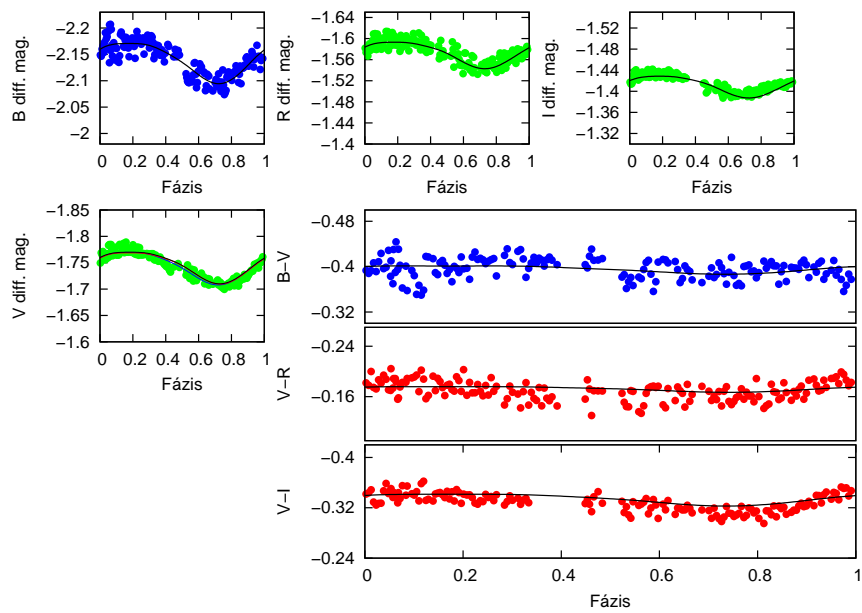 B diff. mag.
−2.2
−2.15
−2.1
−2.05
−2
0 0.2 0.4 0.6 0.8 1
Fázis
R diff. mag.
−1.64
−1.6
−1.56
−1.52
−1.48
−1.44
−1.4
0 0.2 0.4 0.6 0.8 1
Fázis
I diff. mag.
−1.52
−1.48
−1.44
−1.4
−1.36
−1.32
0 0.2 0.4 0.6 0.8 1
Fázis
V diff. mag.
−1.85
−1.8
−1.75
−1.7
−1.65
−1.6
0 0.2 0.4 0.6 0.8 1
Fázis
B−V
−0.48
−0.4
−0.32
V−R
−0.24
−0.16
V−I
−0.4
−0.32
−0.24
0 0.2 0.4 0.6 0.8 1
Fázis